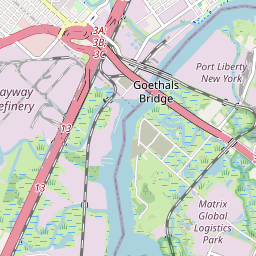 3A
3B
3C
Goethals
Bridge
Port Liberty
New York
ayway
efinery
13
13
Matrix
Global
Logistics
Park